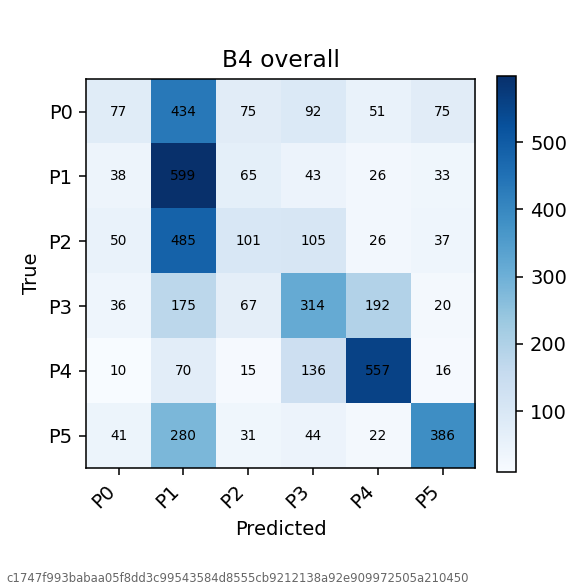 B4 overall
P0 77 434 75 92 51 75
P1 38 599 65 43 26 33
P2 50 485 101 105 26 37
P3 36 175 67 314 192 20
P4 10 70 15 136 557 16
P5 41 280 31 44 22 386
P0 P1 P2 P3 P4 P5
Predicted
True
500
400
300
200
100
c1747f993babaa05f8dd3c99543584d8555cb9212138a92e909972505a210450